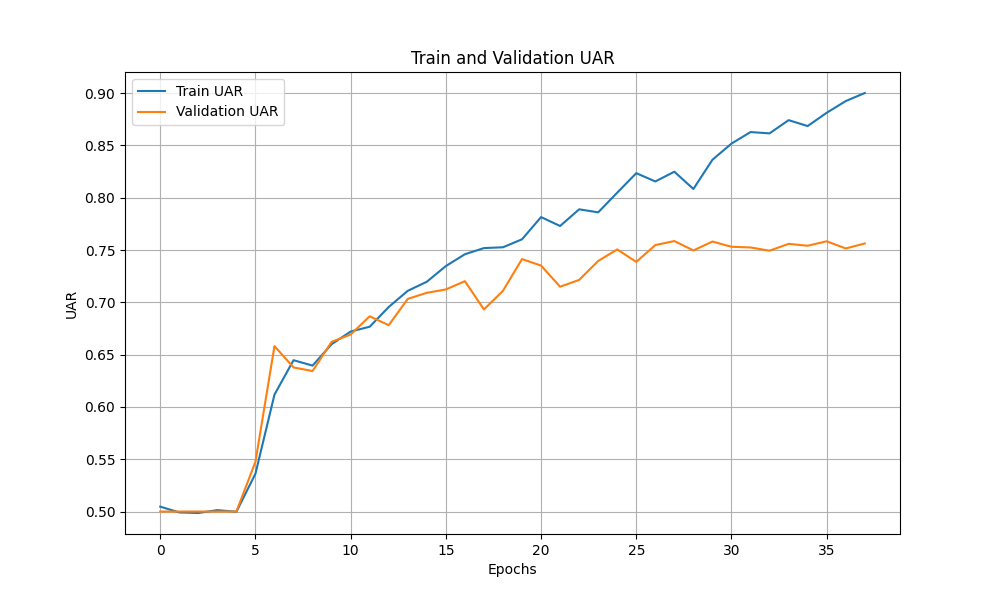 Train and Validation UAR
Train UAR
Validation UAR
UAR
0.90
0.85
0.80
0.75
0.70
0.65
0.60
0.55
0.50
0 5 10 15 20 25 30 35
Epochs